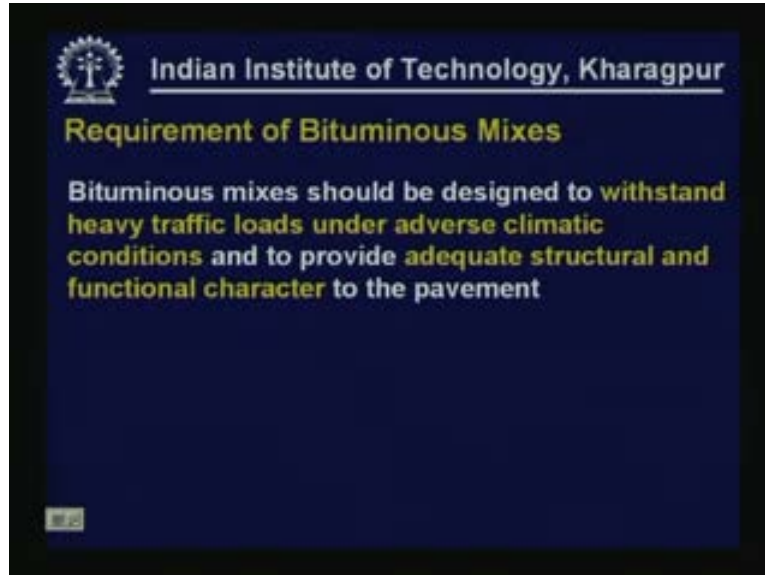 Indian Institute of Technology, Kharagpur
Requirement of Bituminous Mixes
Bituminous mixes should be designed to withstand
heavy traffic loads under adverse climatic
conditions and to provide adequate structural and
functional character to the pavement